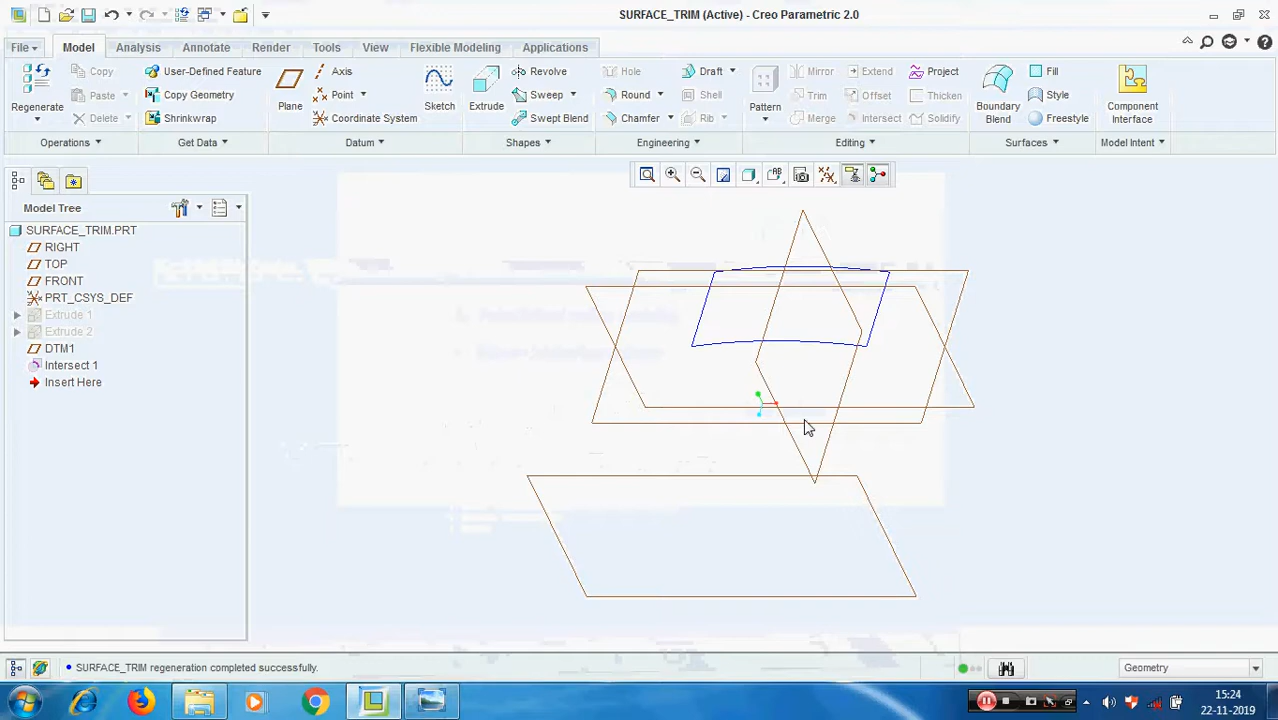 SURFACE_TRIM (Active) - Creo Parametric 2.0
File Model Analysis Annotate Render Tools View Flexible Modeling Applications
Regenerate
Copy
Paste
Delete
Operations
User-Defined Feature
Copy Geometry
Shrinkwrap
Get Data
Plane
Axis
Point
Coordinate System
Datum
Sketch
Extrude
Revolve
Sweep
Swept Blend
Shapes
Hole
Round
Chamfer
Draft
Shell
Rib
Engineering
Pattern
Mirror
Trim
Merge
Extend
Offset
Intersect
Project
Thicken
Solidify
Editing
Boundary
Blend
Fill
Style
Freestyle
Surfaces
Component
Interface
Model Intent
Model Tree
SURFACE_TRIM.PRT
RIGHT
TOP
FRONT
PRT_CSYS_DEF
Extrude 1
Extrude 2
DTM1
Intersect 1
Insert Here
SURFACE_TRIM regeneration completed successfully.
Geometry
15:24
22-11-2019